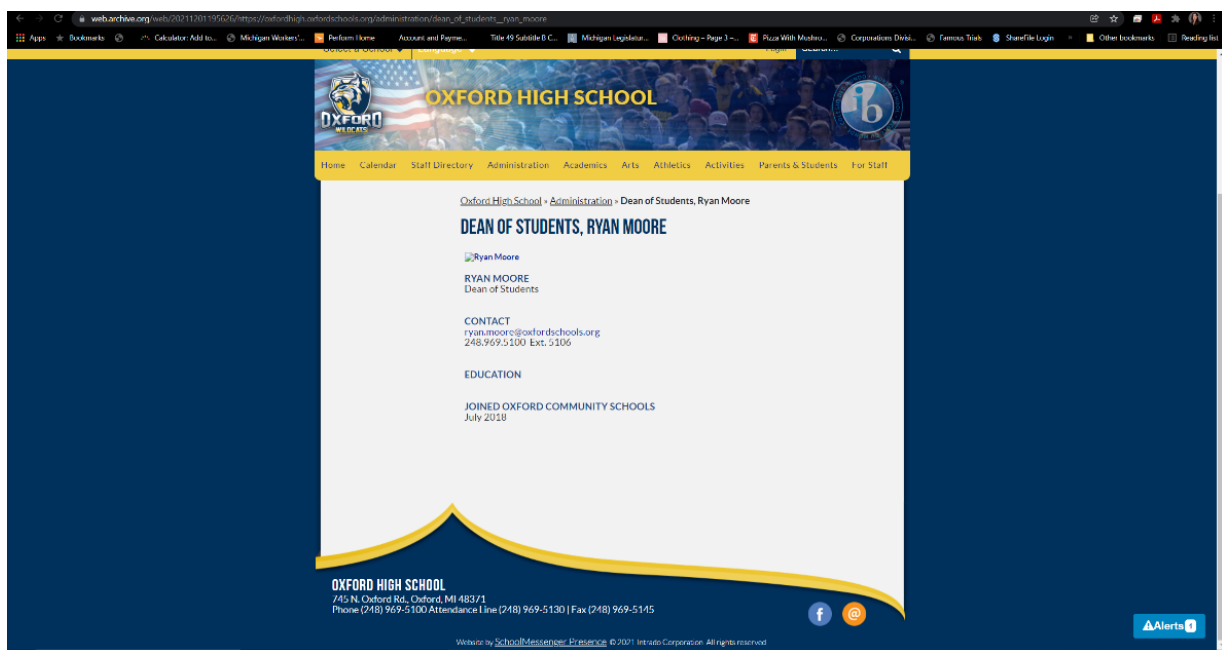 web.archive.org/web/20211201195626/https://oxfordhigh.oxfordschools.org/administration/dean_of_students__ryan_moore
Apps Bookmarks Calculator: Add to... Michigan Workers'... Perform Home Account and Payme... Title 49 Subtitle B C... Michigan Legislatur... Clothing – Page 3 –... Pizza With Mushro... Corporations Divisi... Famous Trials ShareFile Login » Other bookmarks Reading list
Select a School Language Login Search...
OXFORD HIGH SCHOOL
OXFORD
WILDCATS
ib
Home Calendar Staff Directory Administration Academics Arts Athletics Activities Parents & Students For Staff
Oxford High School » Administration » Dean of Students, Ryan Moore
DEAN OF STUDENTS, RYAN MOORE
Ryan Moore
RYAN MOORE
Dean of Students
CONTACT
ryan.moore@oxfordschools.org
248.969.5100 Ext. 5106
EDUCATION
JOINED OXFORD COMMUNITY SCHOOLS
July 2018
OXFORD HIGH SCHOOL
745 N. Oxford Rd., Oxford, MI 48371
Phone (248) 969-5100 Attendance Line (248) 969-5130 | Fax (248) 969-5145
f @
Alerts 1
Website by SchoolMessenger Presence © 2021 Intrado Corporation. All rights reserved